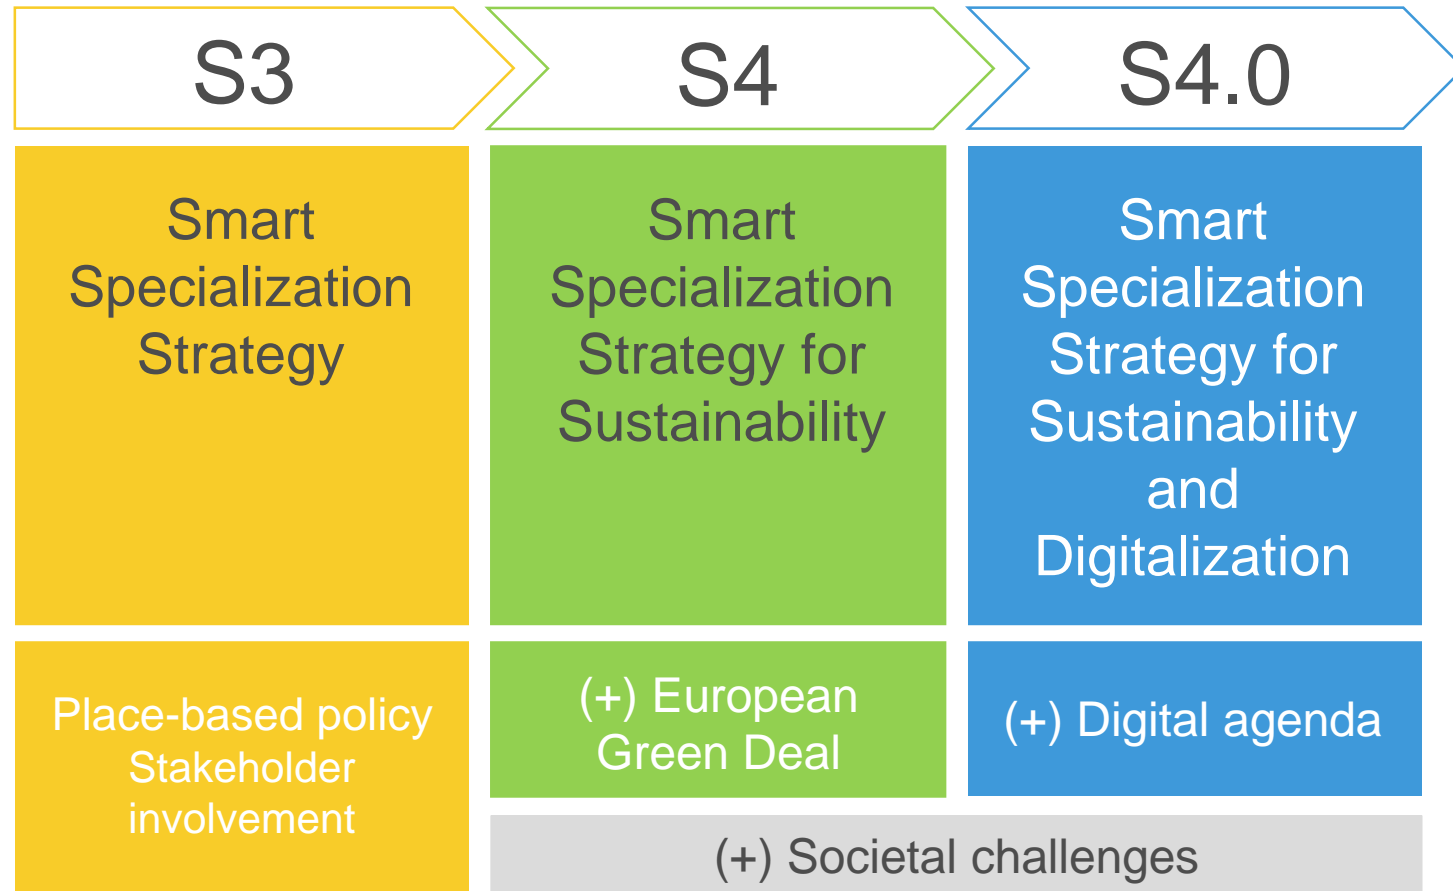 S3
S4
S4.0
Smart
Specialization
Strategy
Smart
Specialization
Strategy for
Sustainability
Smart
Specialization
Strategy for
Sustainability
and
Digitalization
Place-based policy
Stakeholder
involvement
(+) European
Green Deal
(+) Digital agenda
(+) Societal challenges